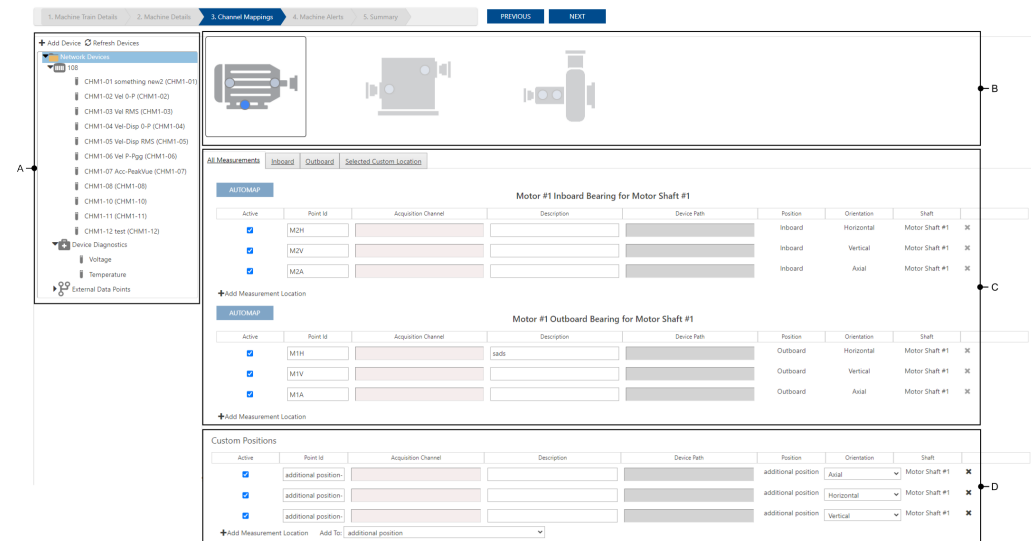 1. Machine Train Details 2. Machine Details 3. Channel Mappings 4. Machine Alerts 5. Summary PREVIOUS NEXT
Add Device Refresh Devices
Network Devices
108
CHM1-01 something new2 (CHM1-01)
CHM1-02 Vel 0-P (CHM1-02)
CHM1-03 Vel RMS (CHM1-03)
CHM1-04 Vel-Disp 0-P (CHM1-04)
CHM1-05 Vel-Disp RMS (CHM1-05)
CHM1-06 Vel P-Pgg (CHM1-06)
CHM1-07 Acc-PeakVue (CHM1-07)
CHM1-08 (CHM1-08)
CHM1-10 (CHM1-10)
CHM1-11 (CHM1-11)
CHM1-12 test (CHM1-12)
Device Diagnostics
Voltage
Temperature
External Data Points
A
B
All Measurements Inboard Outboard Selected Custom Location
AUTOMAP Motor #1 Inboard Bearing for Motor Shaft #1
Active Point Id Acquisition Channel Description Device Path Position Orientation Shaft
M2H Inboard Horizontal Motor Shaft #1
M2V Inboard Vertical Motor Shaft #1
M2A Inboard Axial Motor Shaft #1
Add Measurement Location
C
AUTOMAP Motor #1 Outboard Bearing for Motor Shaft #1
Active Point Id Acquisition Channel Description Device Path Position Orientation Shaft
M1H sads Outboard Horizontal Motor Shaft #1
M1V Outboard Vertical Motor Shaft #1
M1A Outboard Axial Motor Shaft #1
Add Measurement Location
Custom Positions
Active Point Id Acquisition Channel Description Device Path Position Orientation Shaft
additional position- additional position Axial Motor Shaft #1
additional position- additional position Horizontal Motor Shaft #1
additional position- additional position Vertical Motor Shaft #1
D
Add Measurement Location Add To: additional position